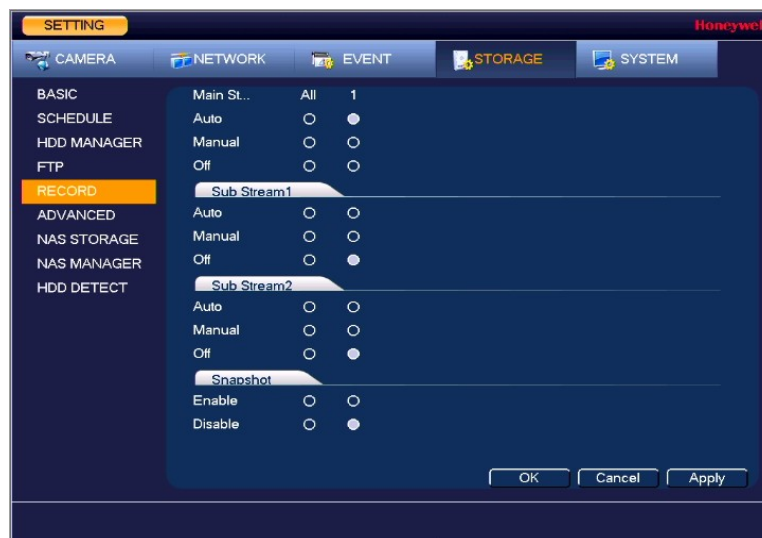 SETTING
Honeywel
CAMERA NETWORK EVENT STORAGE SYSTEM
BASIC
SCHEDULE
HDD MANAGER
FTP
RECORD
ADVANCED
NAS STORAGE
NAS MANAGER
HDD DETECT
Main St... All 1
Auto
Manual
Off
Sub Stream1
Auto
Manual
Off
Sub Stream2
Auto
Manual
Off
Snapshot
Enable
Disable
OK Cancel Apply